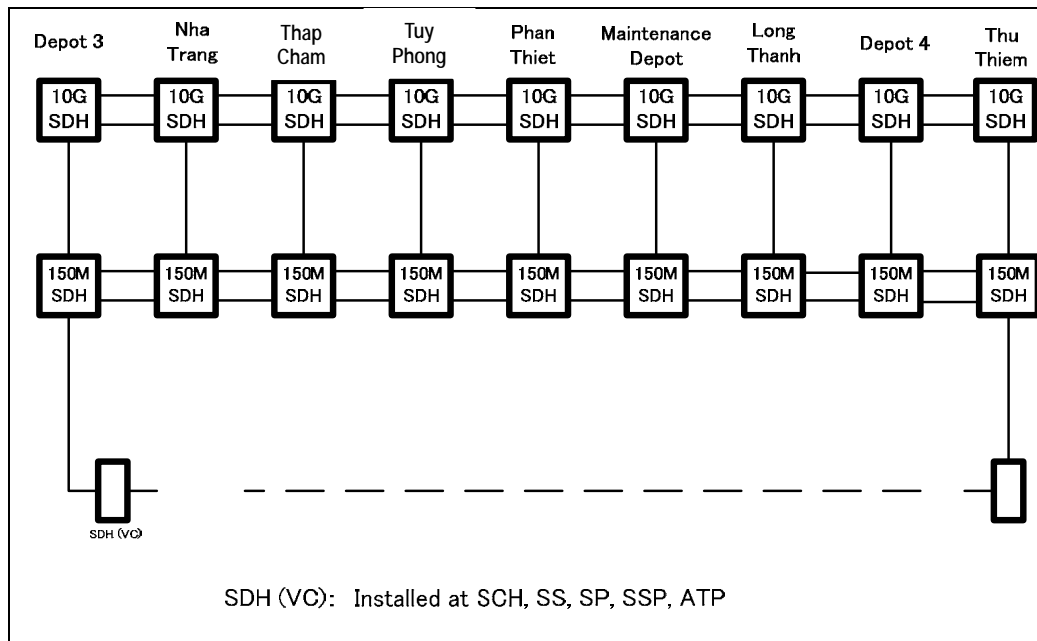 Depot 3
Nha
Trang
Thap
Cham
Tuy
Phong
Phan
Thiet
Maintenance
Depot
Long
Thanh
Depot 4
Thu
Thiem
10G
SDH
10G
SDH
10G
SDH
10G
SDH
10G
SDH
10G
SDH
10G
SDH
10G
SDH
10G
SDH
150M
SDH
150M
SDH
150M
SDH
150M
SDH
150M
SDH
150M
SDH
150M
SDH
150M
SDH
150M
SDH
SDH (VC)
SDH (VC): Installed at SCH, SS, SP, SSP, ATP